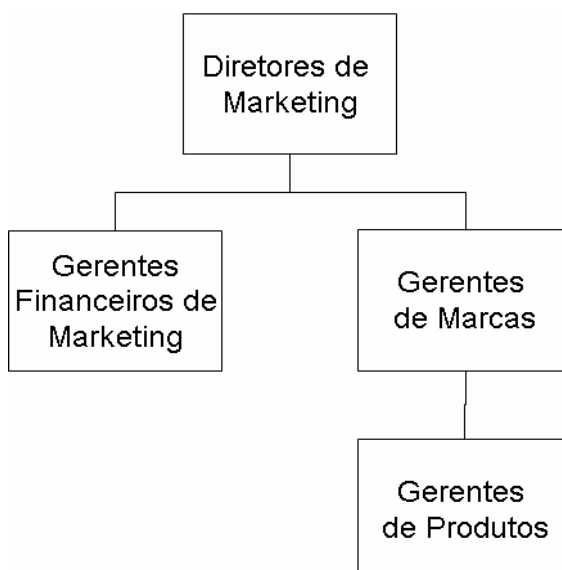 Diretores de
Marketing
Gerentes
Financeiros de
Marketing
Gerentes
de Marcas
Gerentes
de Produtos